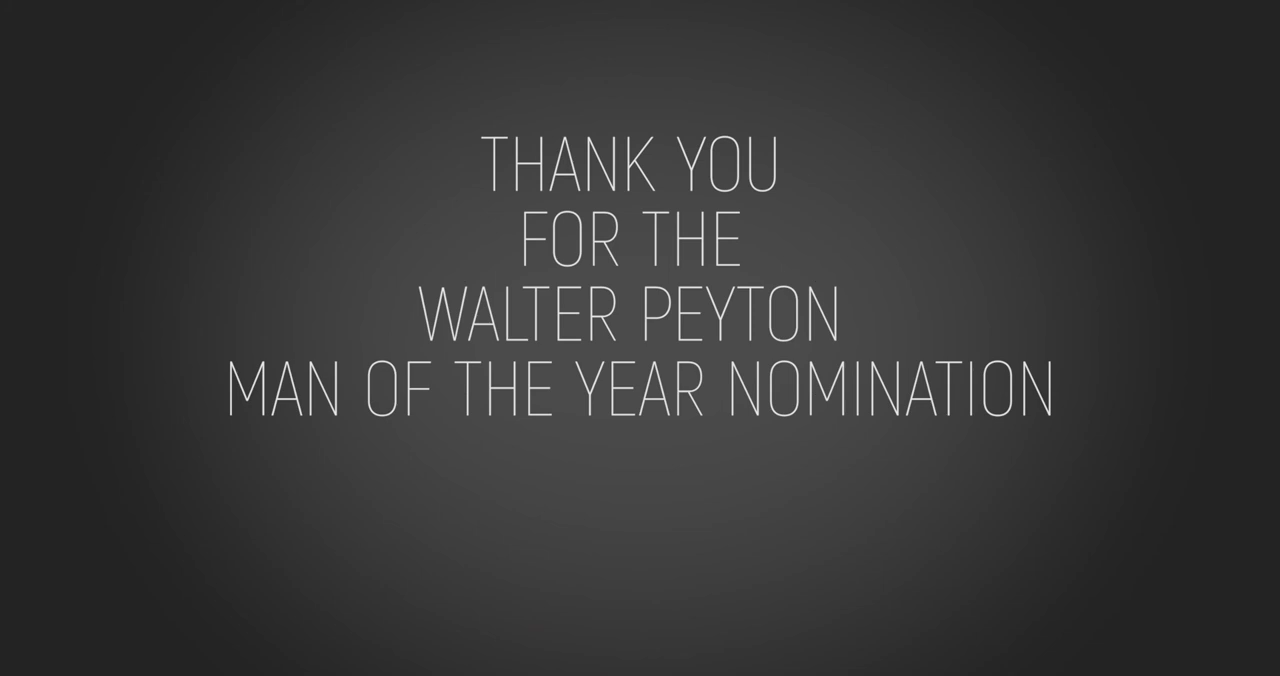 THANK YOU
FOR THE
WALTER PEYTON
MAN OF THE YEAR NOMINATION